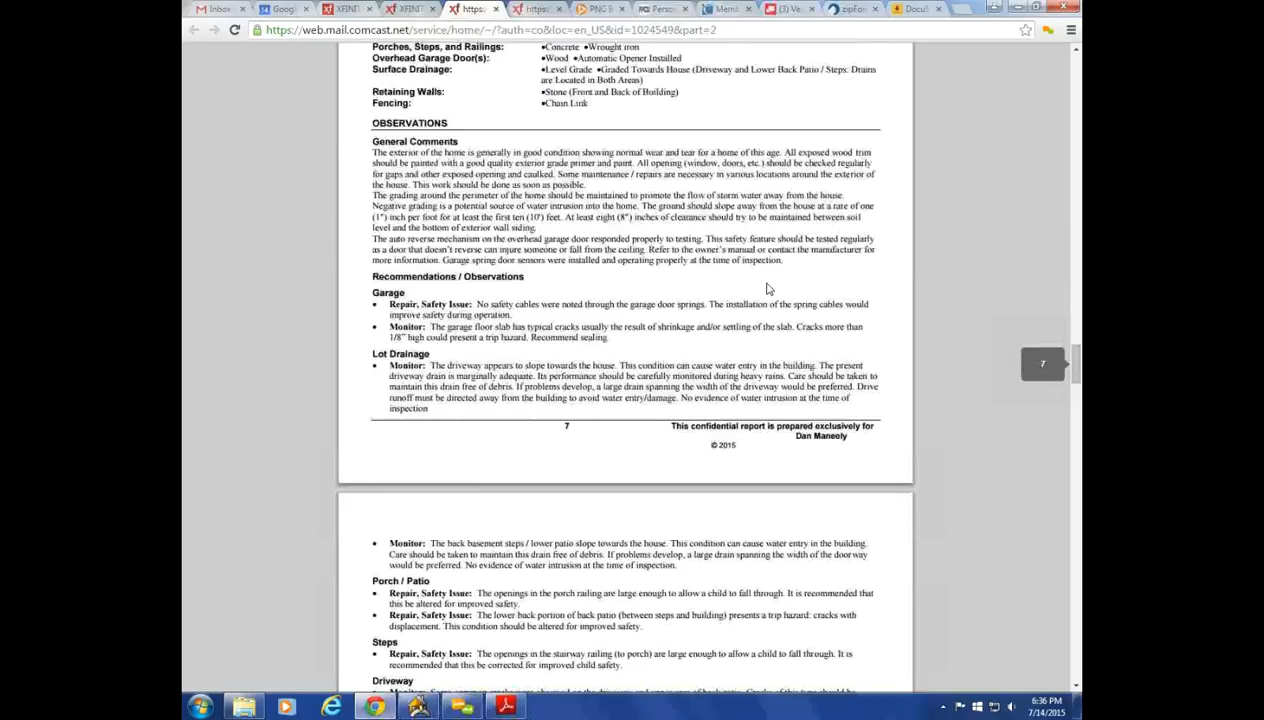 Inbox
Googl
XFINIT
XFINIT
https:
https:
PNG &
Person
Memb
(3) Ve
zipFor
DocuS
https://web.mail.comcast.net/service/home/~/?auth=co&loc=en_US&id=1024549&part=2
Porches, Steps, and Railings: •Concrete •Wrought iron
Overhead Garage Door(s): •Wood •Automatic Opener Installed
Surface Drainage: •Level Grade •Graded Towards House (Driveway and Lower Back Patio / Steps. Drains
are Located in Both Areas)
Retaining Walls: •Stone (Front and Back of Building)
Fencing: •Chain Link
OBSERVATIONS
General Comments
The exterior of the home is generally in good condition showing normal wear and tear for a home of this age. All exposed wood trim
should be painted with a good quality exterior grade primer and paint. All opening (window, doors, etc.) should be checked regularly
for gaps and other exposed opening and caulked. Some maintenance / repairs are necessary in various locations around the exterior of
the house. This work should be done as soon as possible.
The grading around the perimeter of the home should be maintained to promote the flow of storm water away from the house.
Negative grading is a potential source of water intrusion into the home. The ground should slope away from the house at a rate of one
(1") inch per foot for at least the first ten (10') feet. At least eight (8") inches of clearance should try to be maintained between soil
level and the bottom of exterior wall siding.
The auto reverse mechanism on the overhead garage door responded properly to testing. This safety feature should be tested regularly
as a door that doesn't reverse can injure someone or fall from the ceiling. Refer to the owner's manual or contact the manufacturer for
more information. Garage spring door sensors were installed and operating properly at the time of inspection.
Recommendations / Observations
Garage
• Repair, Safety Issue: No safety cables were noted through the garage door springs. The installation of the spring cables would
improve safety during operation.
• Monitor: The garage floor slab has typical cracks usually the result of shrinkage and/or settling of the slab. Cracks more than
1/8" high could present a trip hazard. Recommend sealing
Lot Drainage
• Monitor: The driveway appears to slope towards the house. This condition can cause water entry in the building. The present
driveway drain is marginally adequate. Its performance should be carefully monitored during heavy rains. Care should be taken to
maintain this drain free of debris. If problems develop, a large drain spanning the width of the driveway would be preferred. Drive
runoff must be directed away from the building to avoid water entry/damage. No evidence of water intrusion at the time of
inspection
7 This confidential report is prepared exclusively for
Dan Maneely
© 2015
7
• Monitor: The back basement steps / lower patio slope towards the house. This condition can cause water entry in the building.
Care should be taken to maintain this drain free of debris. If problems develop, a large drain spanning the width of the doorway
would be preferred. No evidence of water intrusion at the time of inspection.
Porch / Patio
• Repair, Safety Issue: The openings in the porch railing are large enough to allow a child to fall through. It is recommended that
this be altered for improved safety.
• Repair, Safety Issue: The lower back portion of back patio (between steps and building) presents a trip hazard: cracks with
displacement. This condition should be altered for improved safety.
Steps
• Repair, Safety Issue: The openings in the stairway railing (to porch) are large enough to allow a child to fall through. It is
recommended that this be corrected for improved child safety.
Driveway
6:36 PM
7/14/2015